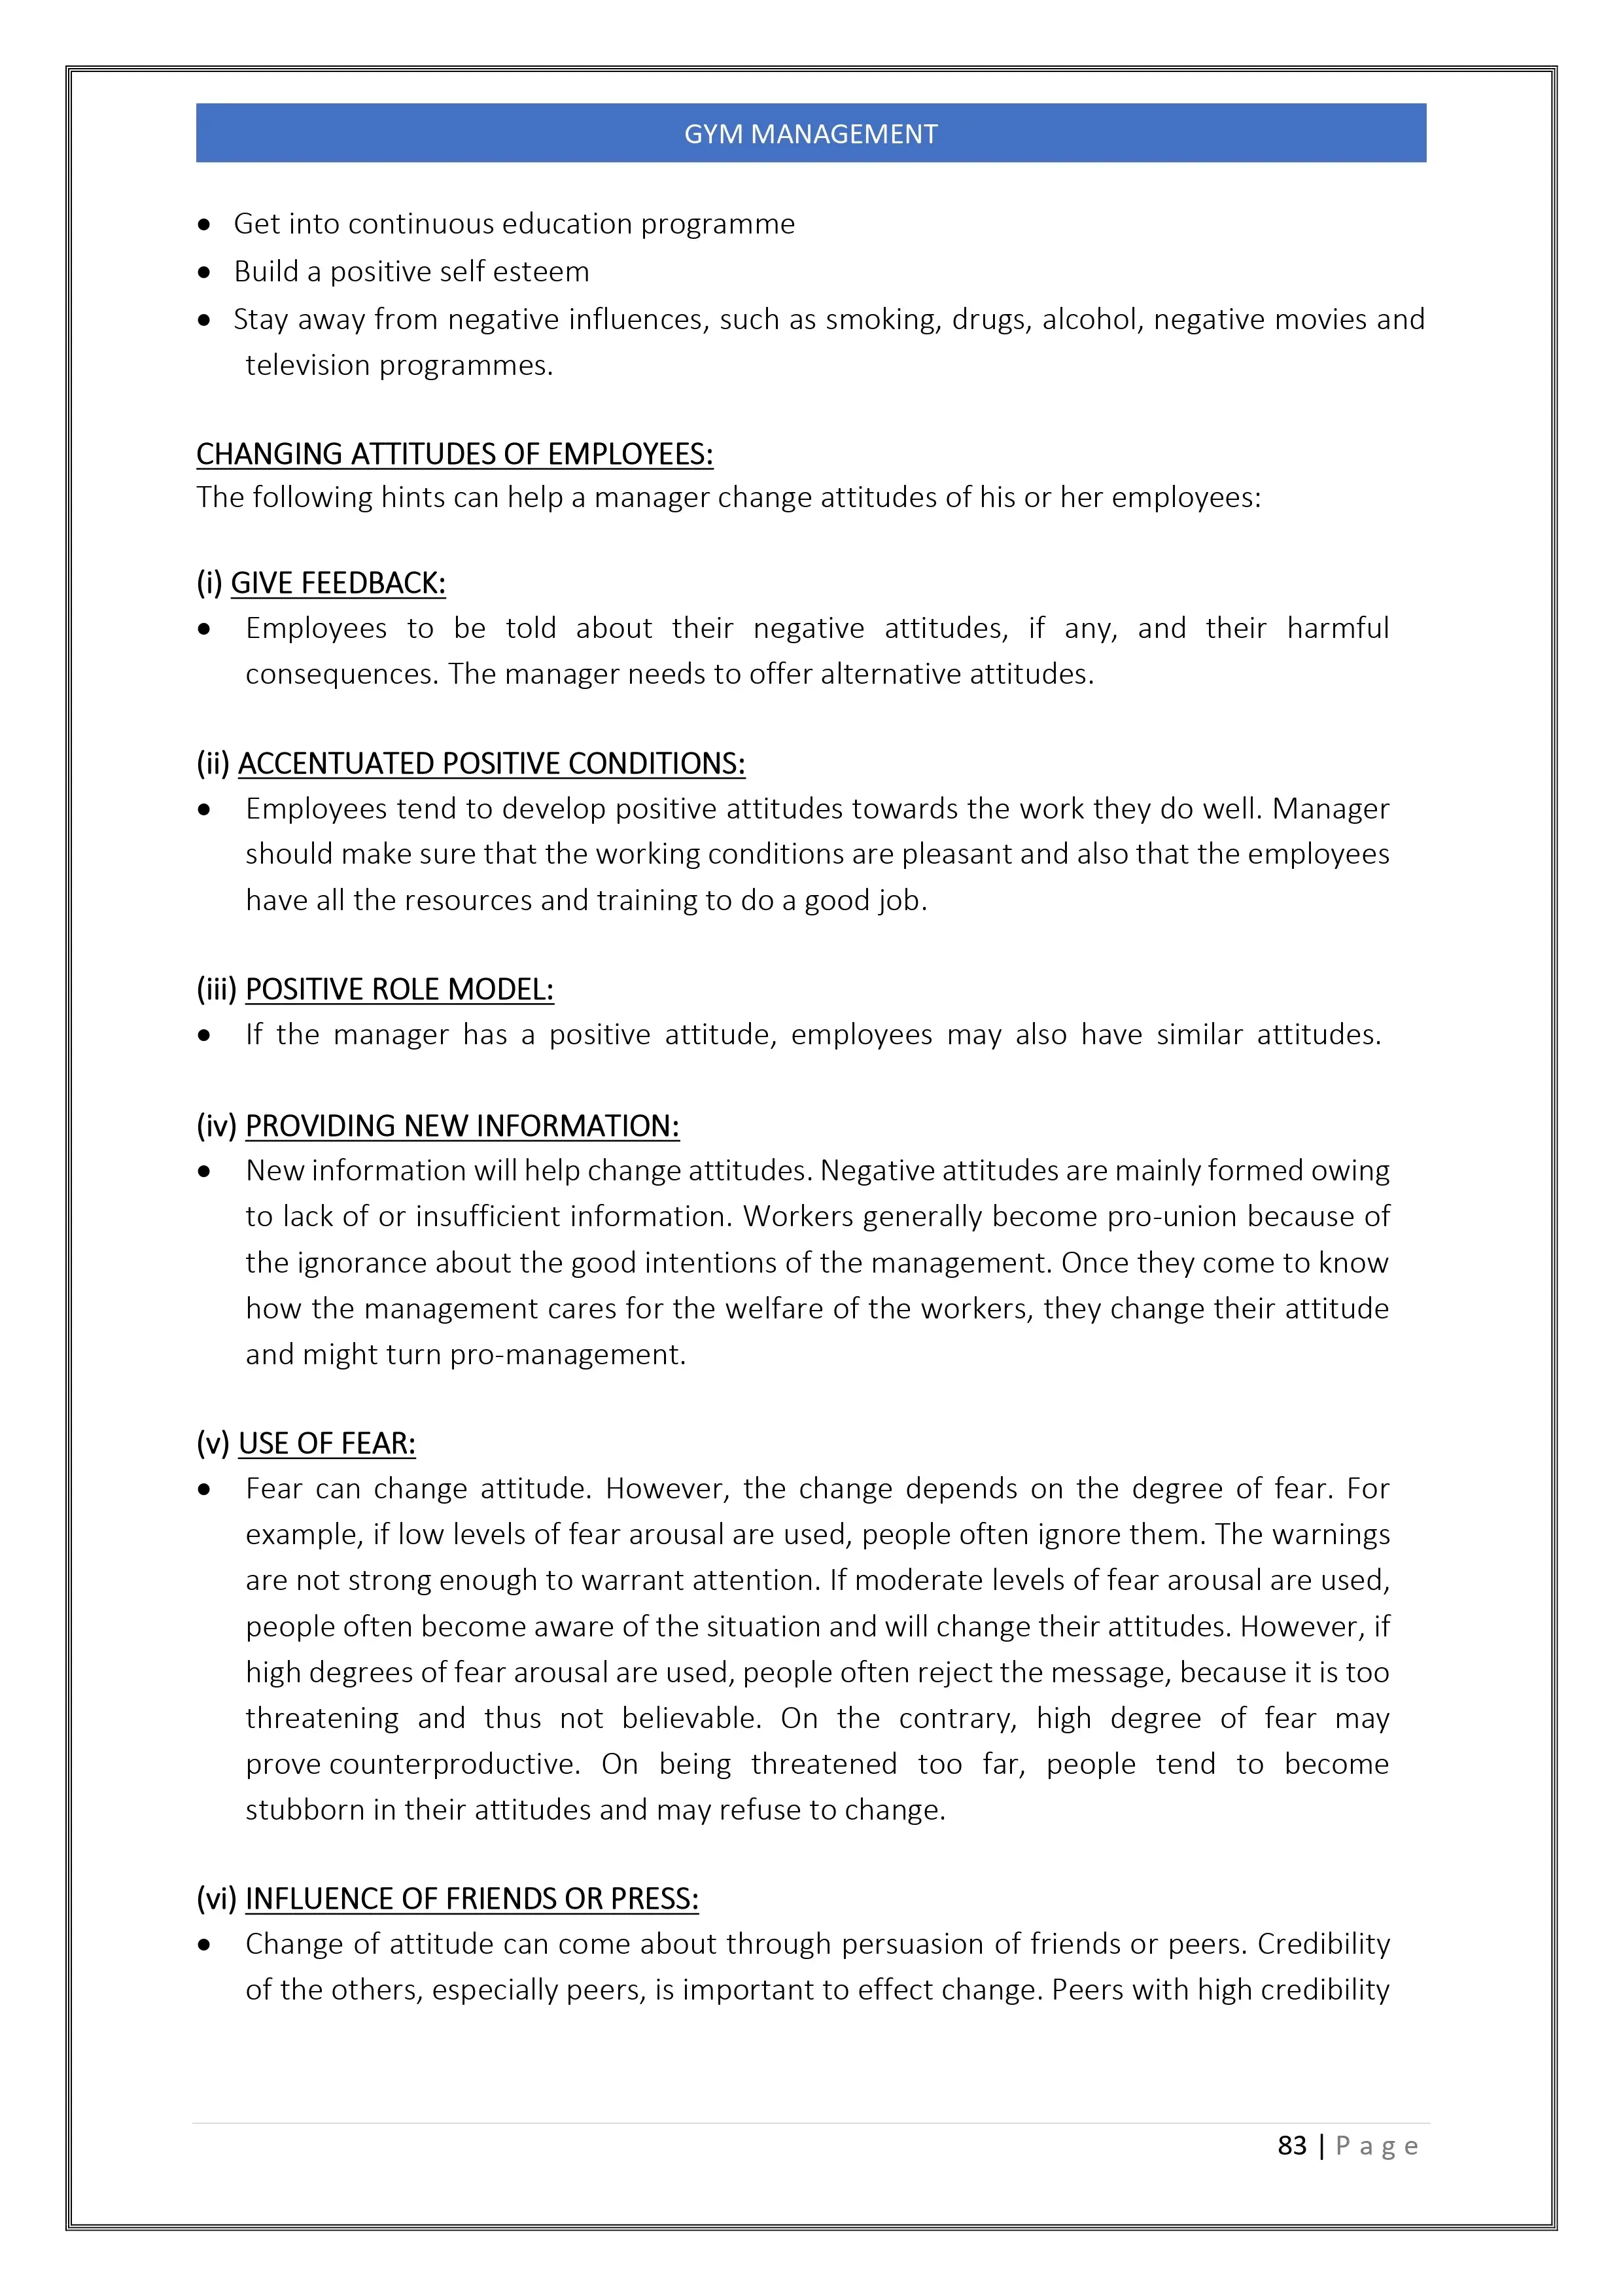 GYM MANAGEMENT
• Get into continuous education programme
• Build a positive self esteem
• Stay away from negative influences, such as smoking, drugs, alcohol, negative movies and
television programmes.
CHANGING ATTITUDES OF EMPLOYEES:
The following hints can help a manager change attitudes of his or her employees:
(i) GIVE FEEDBACK:
• Employees to be told about their negative attitudes, if any, and their harmful
consequences. The manager needs to offer alternative attitudes.
(ii) ACCENTUATED POSITIVE CONDITIONS:
• Employees tend to develop positive attitudes towards the work they do well. Manager
should make sure that the working conditions are pleasant and also that the employees
have all the resources and training to do a good job.
(iii) POSITIVE ROLE MODEL:
• If the manager has a positive attitude, employees may also have similar attitudes.
(iv) PROVIDING NEW INFORMATION:
• New information will help change attitudes. Negative attitudes are mainly formed owing
to lack of or insufficient information. Workers generally become pro-union because of
the ignorance about the good intentions of the management. Once they come to know
how the management cares for the welfare of the workers, they change their attitude
and might turn pro-management.
(v) USE OF FEAR:
• Fear can change attitude. However, the change depends on the degree of fear. For
example, if low levels of fear arousal are used, people often ignore them. The warnings
are not strong enough to warrant attention. If moderate levels of fear arousal are used,
people often become aware of the situation and will change their attitudes. However, if
high degrees of fear arousal are used, people often reject the message, because it is too
threatening and thus not believable. On the contrary, high degree of fear may
prove counterproductive. On being threatened too far, people tend to become
stubborn in their attitudes and may refuse to change.
(vi) INFLUENCE OF FRIENDS OR PRESS:
• Change of attitude can come about through persuasion of friends or peers. Credibility
of the others, especially peers, is important to effect change. Peers with high credibility
83 | P a g e